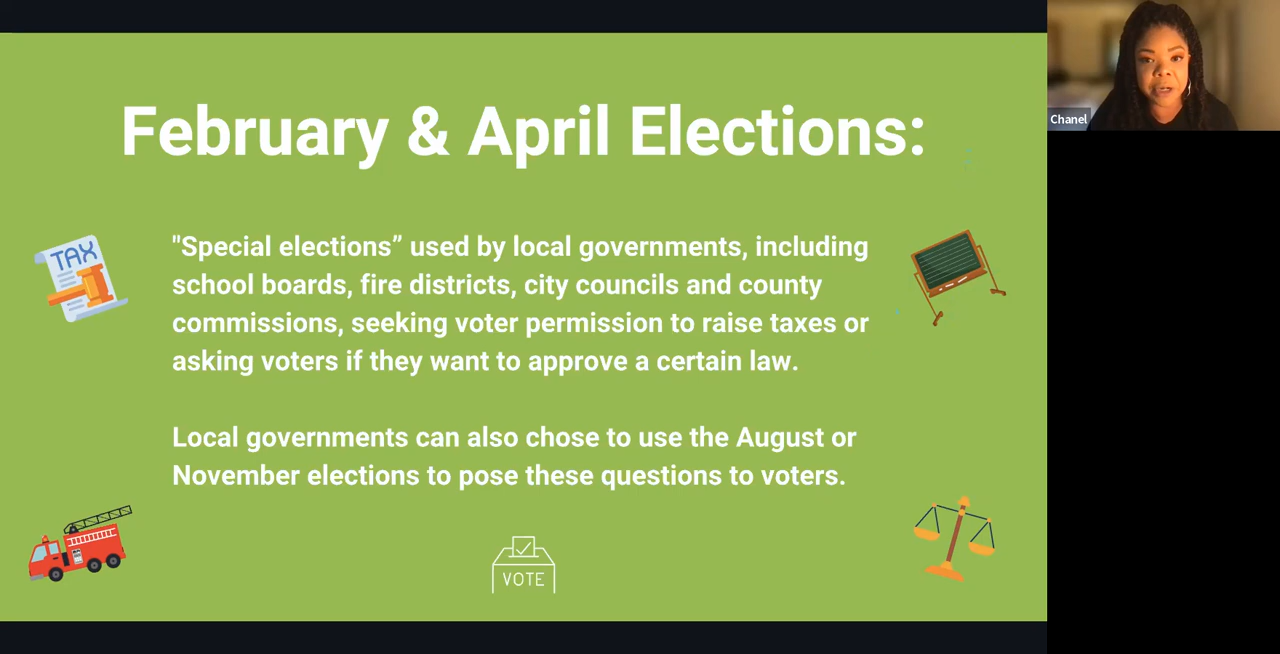 February & April Elections:
Chanel
TAX
"Special elections” used by local governments, including
school boards, fire districts, city councils and county
commissions, seeking voter permission to raise taxes or
asking voters if they want to approve a certain law.
Local governments can also chose to use the August or
November elections to pose these questions to voters.
VOTE